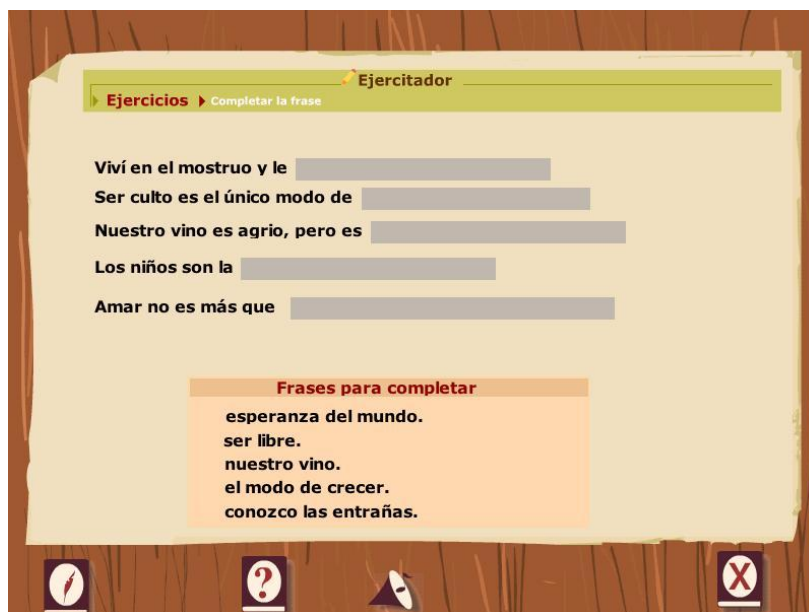 Ejercitador
Ejercicios Completar la frase
Viví en el mostruo y le
Ser culto es el único modo de
Nuestro vino es agrio, pero es
Los niños son la
Amar no es más que
Frases para completar
esperanza del mundo.
ser libre.
nuestro vino.
el modo de crecer.
conozco las entrañas.
?
X